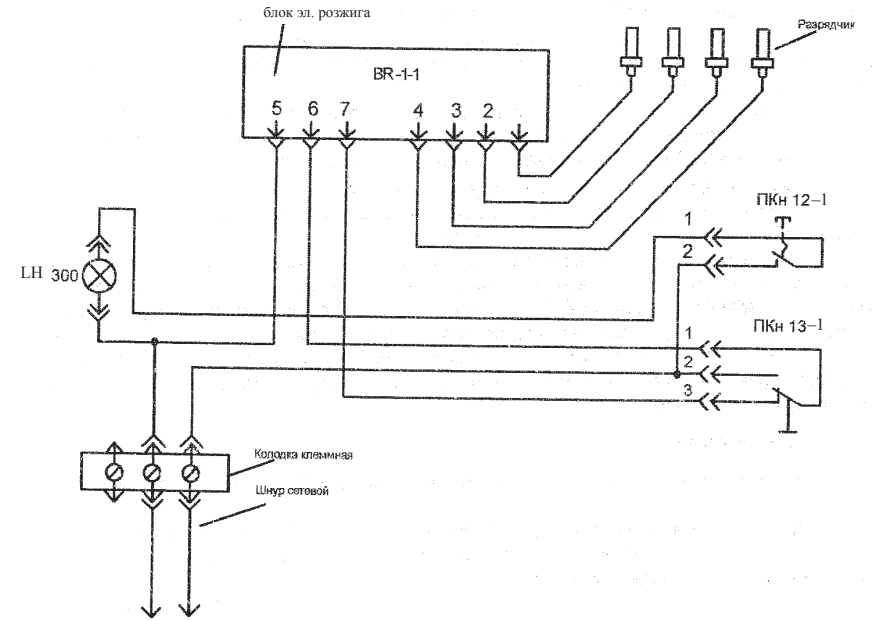 блок эл. розжига
Разрядчик
BR-1-1
5 6 7 4 3 2
ПКн 12-1
1
2
LH 300
ПКн 13-1
1
2
3
Колодка клеммная
Шнур сетевой